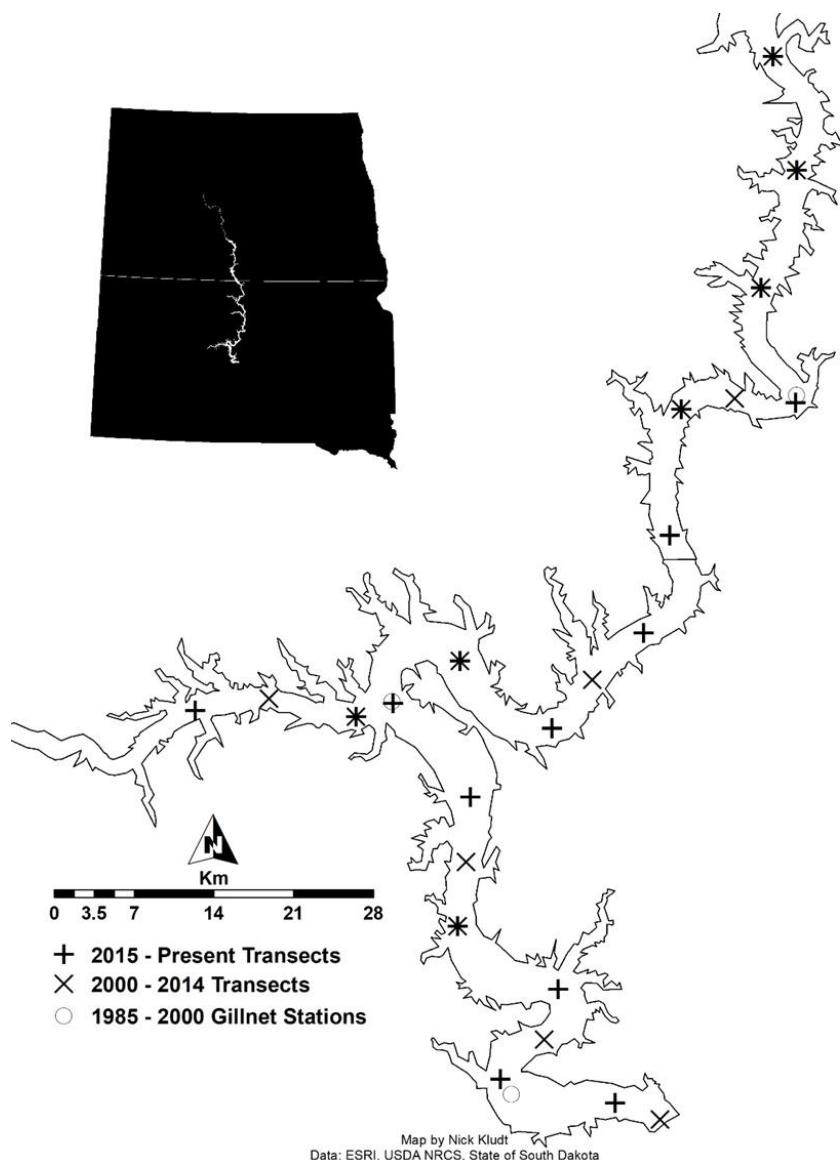 N
Km
0 3.5 7 14 21 28
2015 - Present Transects
2000 - 2014 Transects
1985 - 2000 Gillnet Stations
Map by Nick Kludt
Data: ESRI, USDA NRCS, State of South Dakota